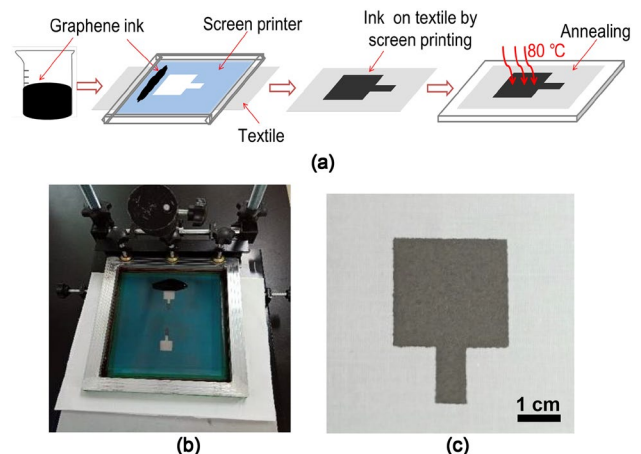 Graphene ink
Screen printer
Ink on textile by
screen printing
Annealing
80 ℃
Textile
(a)
1 cm
(b)
(c)